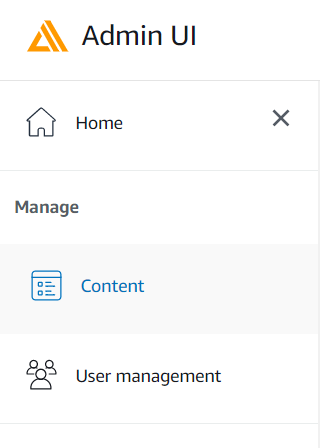 Admin UI
Home
Manage
Content
User management